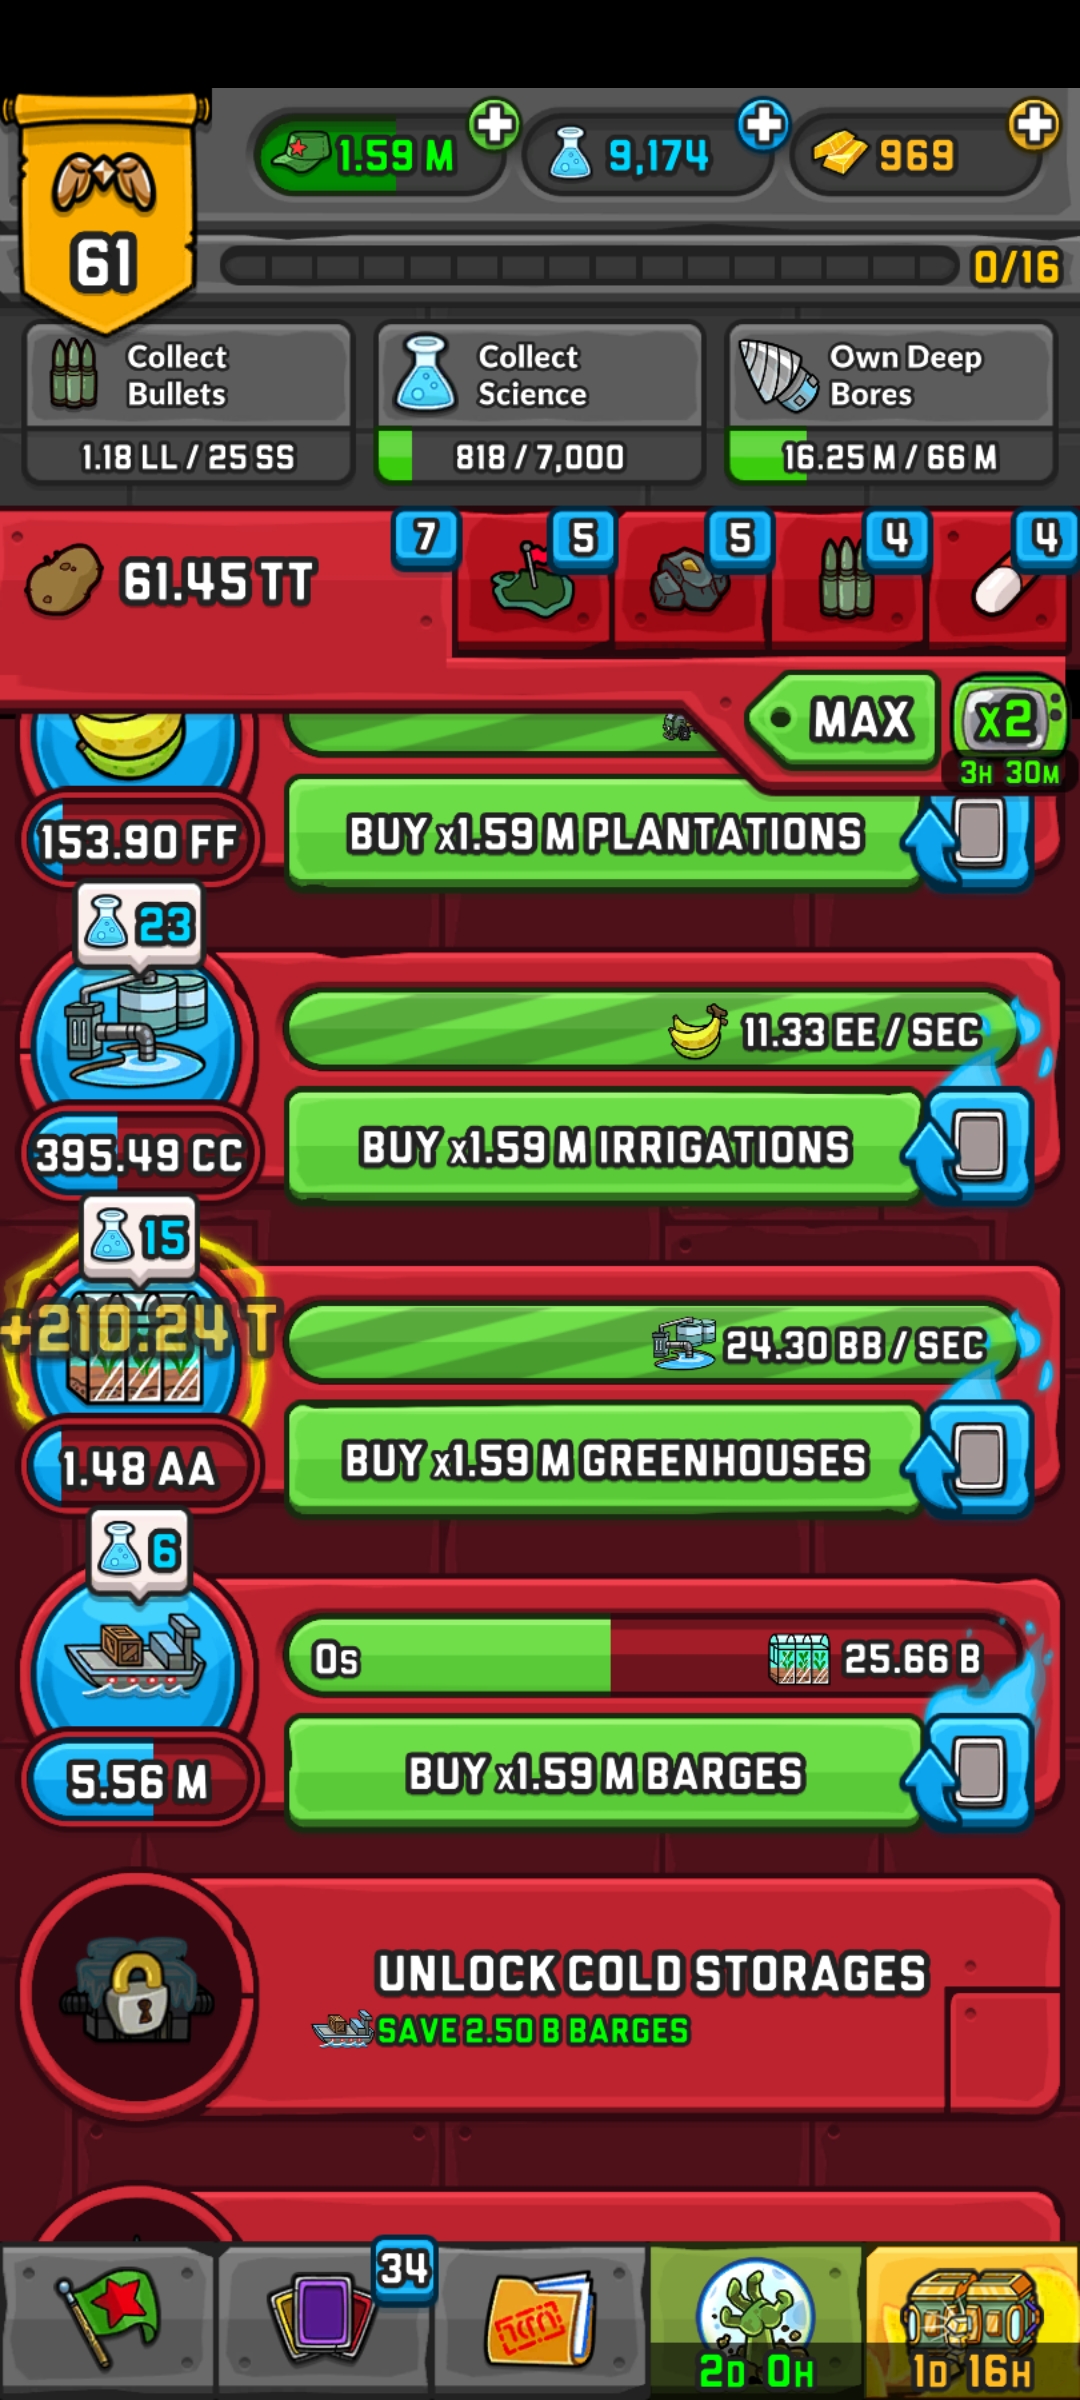 1.59 M
9,174
969
61
0/16
Collect
Bullets
1.18 LL / 25 SS
Collect
Science
818 / 7,000
Own Deep
Bores
16.25 M / 66 M
61.45 TT
7
5
5
4
4
MAX
x2
3H 30M
153.90 FF
BUY x1.59 M PLANTATIONS
23
11.33 EE / SEC
395.49 CC
BUY x1.59 M IRRIGATIONS
15
+210.24 T
24.30 BB / SEC
1.48 AA
BUY x1.59 M GREENHOUSES
6
0s
25.66 B
5.56 M
BUY x1.59 M BARGES
UNLOCK COLD STORAGES
SAVE 2.50 B BARGES
34
2D 0H
1D 16H